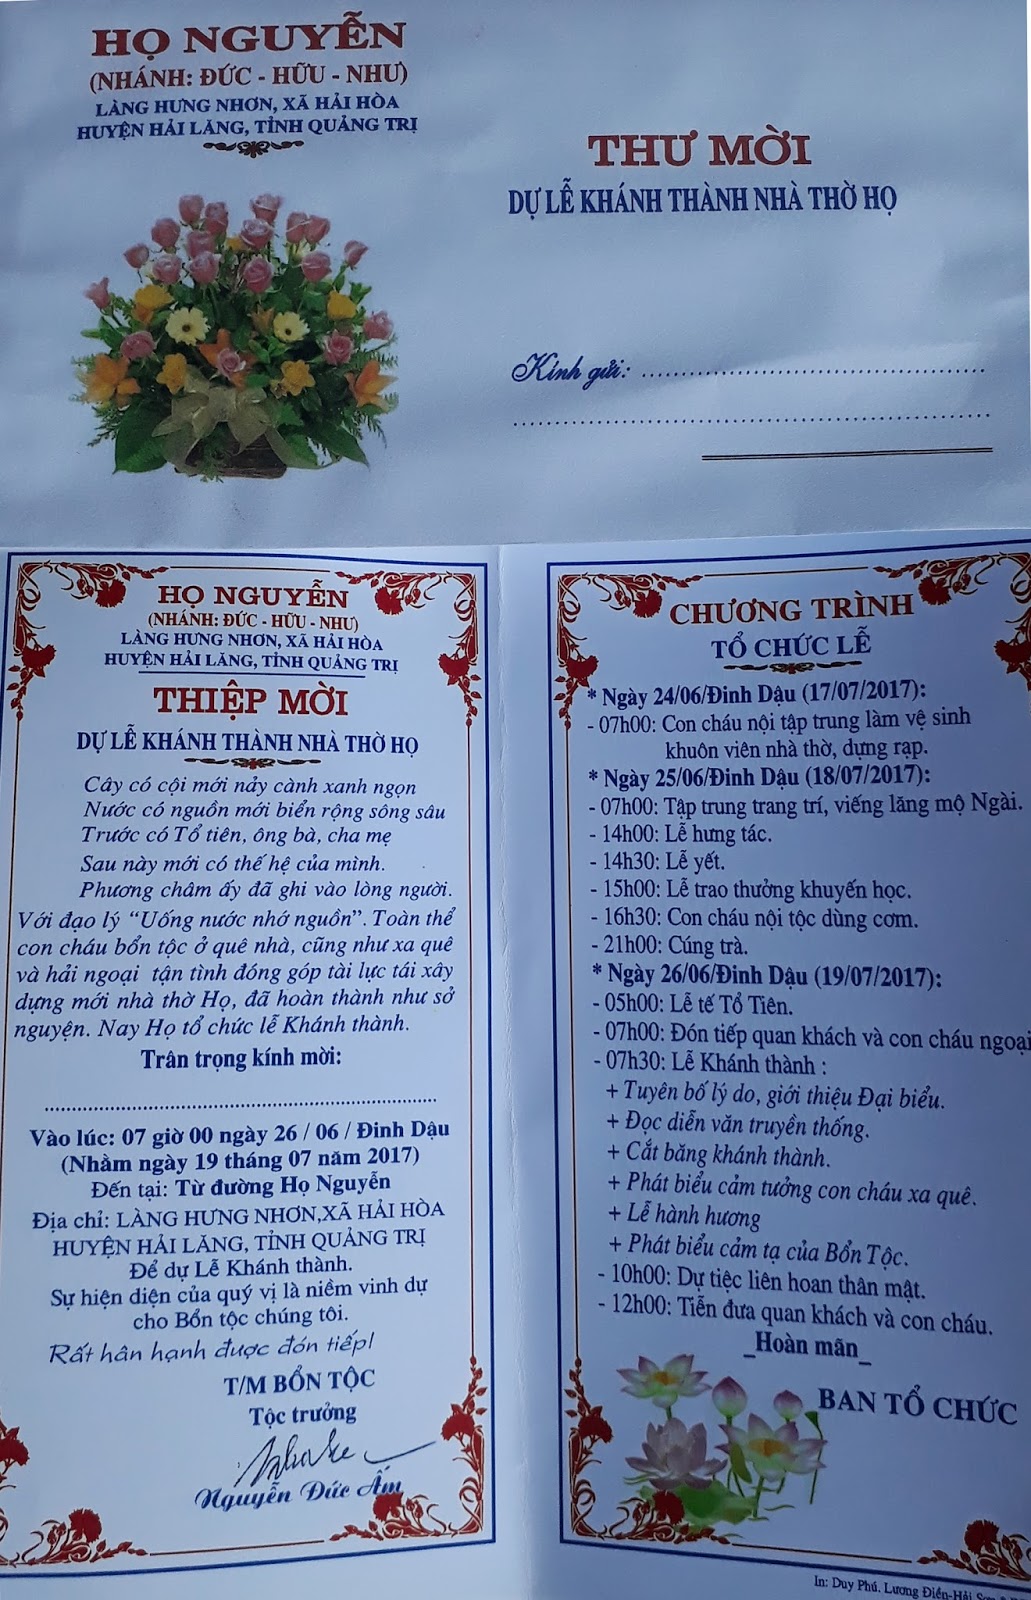 HỌ NGUYỄN
(NHÁNH: ĐỨC - HỮU - NHƯ)
LÀNG HƯNG NHƠN, XÃ HẢI HÒA
HUYỆN HẢI LĂNG, TỈNH QUẢNG TRỊ
THƯ MỜI
DỰ LỄ KHÁNH THÀNH NHÀ THỜ HỌ
Kính gửi: ..........
..........
HỌ NGUYỄN
(NHÁNH: ĐỨC - HỮU - NHƯ)
LÀNG HƯNG NHƠN, XÃ HẢI HÒA
HUYỆN HẢI LĂNG, TỈNH QUẢNG TRỊ
THIỆP MỜI
DỰ LỄ KHÁNH THÀNH NHÀ THỜ HỌ
Cây có cội mới nảy cành xanh ngọn
Nước có nguồn mới biển rộng sông sâu
Trước có Tổ tiên, ông bà, cha mẹ
Sau này mới có thế hệ của mình.
Phương châm ấy đã ghi vào lòng người.
Với đạo lý “Uống nước nhớ nguồn”. Toàn thể
con cháu bổn tộc ở quê nhà, cũng như xa quê
và hải ngoại tận tình đóng góp tài lực tái xây
dựng mới nhà thờ Họ, đã hoàn thành như sở
nguyện. Nay Họ tổ chức lễ Khánh thành.
Trân trọng kính mời:
..........
Vào lúc: 07 giờ 00 ngày 26 / 06 / Đinh Dậu
(Nhằm ngày 19 tháng 07 năm 2017)
Đến tại: Từ đường Họ Nguyễn
Địa chỉ: LÀNG HƯNG NHƠN,XÃ HẢI HÒA
HUYỆN HẢI LĂNG, TỈNH QUẢNG TRỊ
Để dự Lễ Khánh thành.
Sự hiện diện của quý vị là niềm vinh dự
cho Bổn tộc chúng tôi.
Rất hân hạnh được đón tiếp!
T/M BỔN TỘC
Tộc trưởng
Nguyễn Đức Ấm
CHƯƠNG TRÌNH
TỔ CHỨC LỄ
* Ngày 24/06/Đinh Dậu (17/07/2017):
- 07h00: Con cháu nội tập trung làm vệ sinh
khuôn viên nhà thờ, dựng rạp.
* Ngày 25/06/Đinh Dậu (18/07/2017):
- 07h00: Tập trung trang trí, viếng lăng mộ Ngài.
- 14h00: Lễ hưng tác.
- 14h30: Lễ yết.
- 15h00: Lễ trao thưởng khuyến học.
- 16h30: Con cháu nội tộc dùng cơm.
- 21h00: Cúng trà.
* Ngày 26/06/Đinh Dậu (19/07/2017):
- 05h00: Lễ tế Tổ Tiên.
- 07h00: Đón tiếp quan khách và con cháu ngoại
- 07h30: Lễ Khánh thành :
+ Tuyên bố lý do, giới thiệu Đại biểu.
+ Đọc diễn văn truyền thống.
+ Cắt băng khánh thành.
+ Phát biểu cảm tưởng con cháu xa quê.
+ Lễ hành hương
+ Phát biểu cảm tạ của Bổn Tộc.
- 10h00: Dự tiệc liên hoan thân mật.
- 12h00: Tiễn đưa quan khách và con cháu.
_Hoàn mãn_
BAN TỔ CHỨC
In: Duy Phú. Lương Điền-Hải Sơn